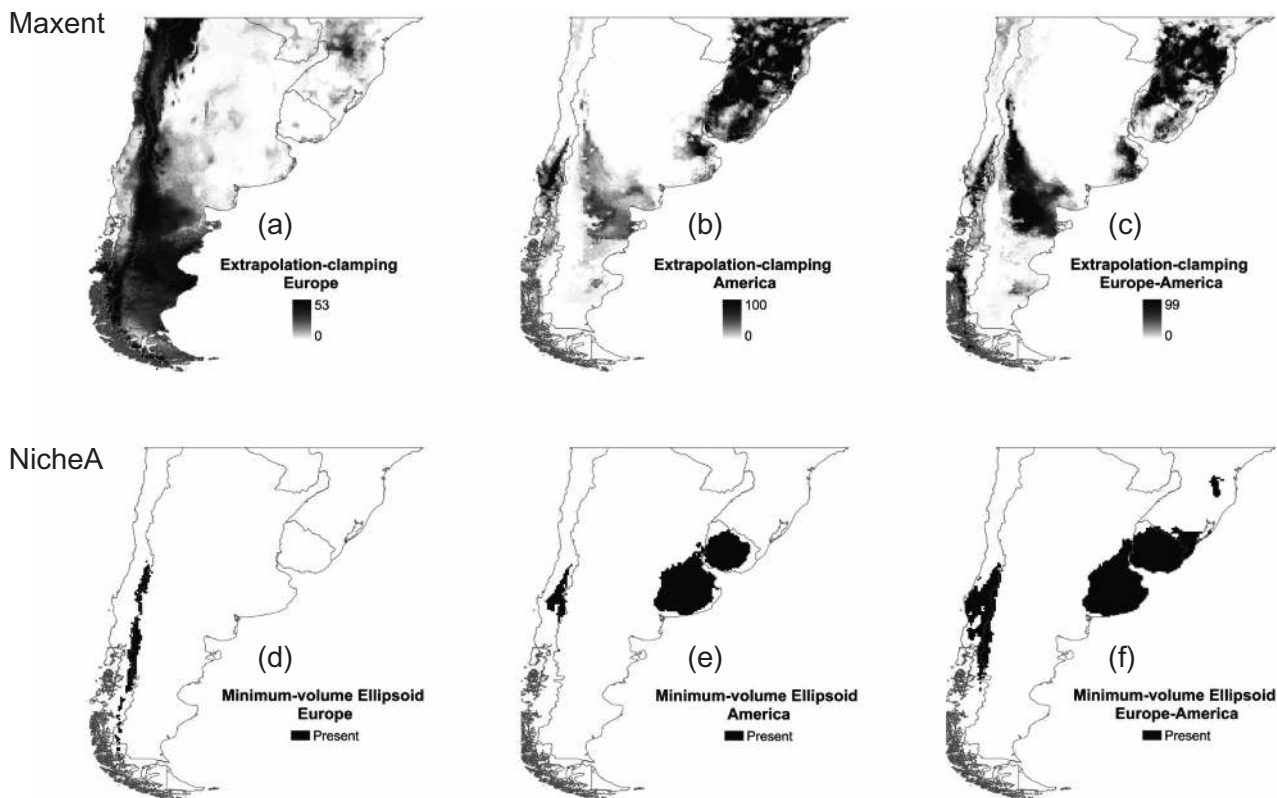 Maxent
(a)
Extrapolation-clamping
Europe
53
0
(b)
Extrapolation-clamping
America
100
0
(c)
Extrapolation-clamping
Europe-America
99
0
NicheA
(d)
Minimum-volume Ellipsoid
Europe
Present
(e)
Minimum-volume Ellipsoid
America
Present
(f)
Minimum-volume Ellipsoid
Europe-America
Present